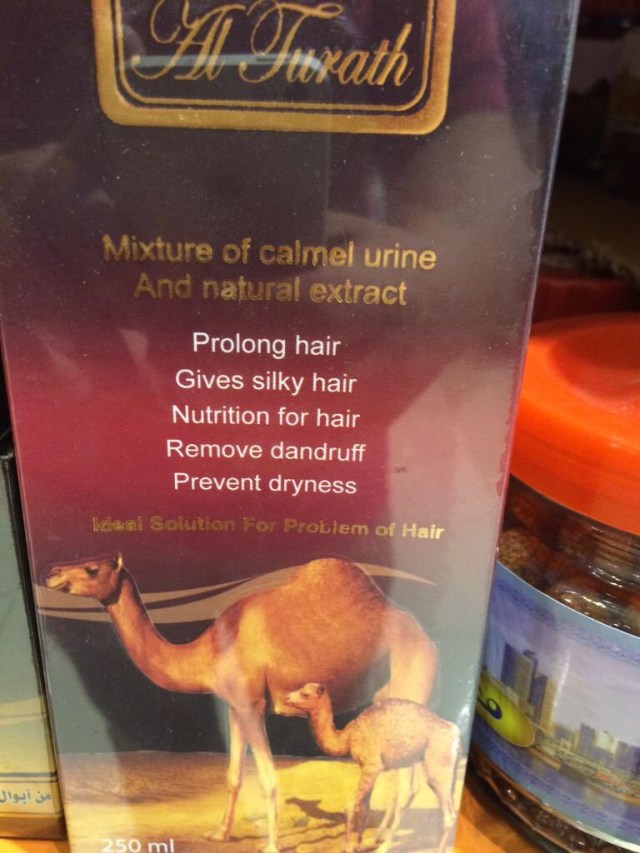 Al Turath
Mixture of calmel urine
And natural extract
Prolong hair
Gives silky hair
Nutrition for hair
Remove dandruff
Prevent dryness
Ideal Solution For Problem of Hair
250 ml